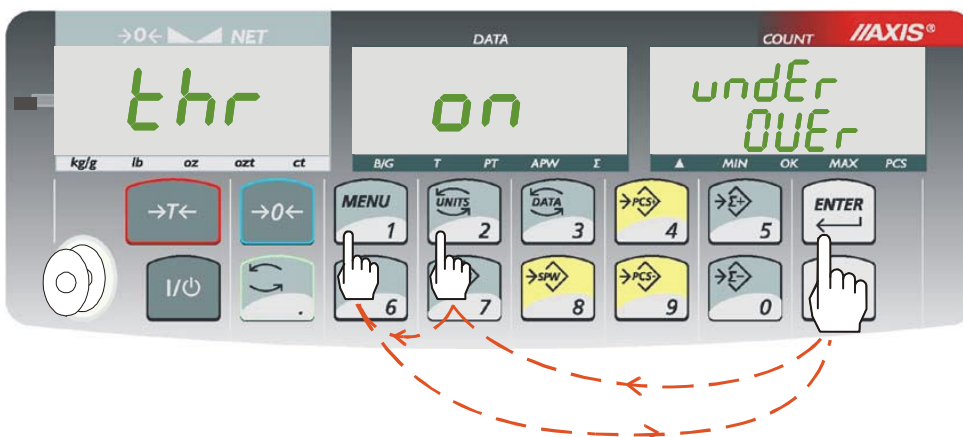 →0← NET
DATA
COUNT
//AXIS®
thr
on
undEr
OUEr
kg/g lb oz ozt ct
B/G T PT APW Σ
▲ MIN OK MAX PCS
→T←
→0←
MENU 1
UNITS 2
DATA 3
→PCS+ 4
→Σ+ 5
ENTER
I/⏻
.
6
7
→SPW 8
→PCS- 9
→Σ- 0